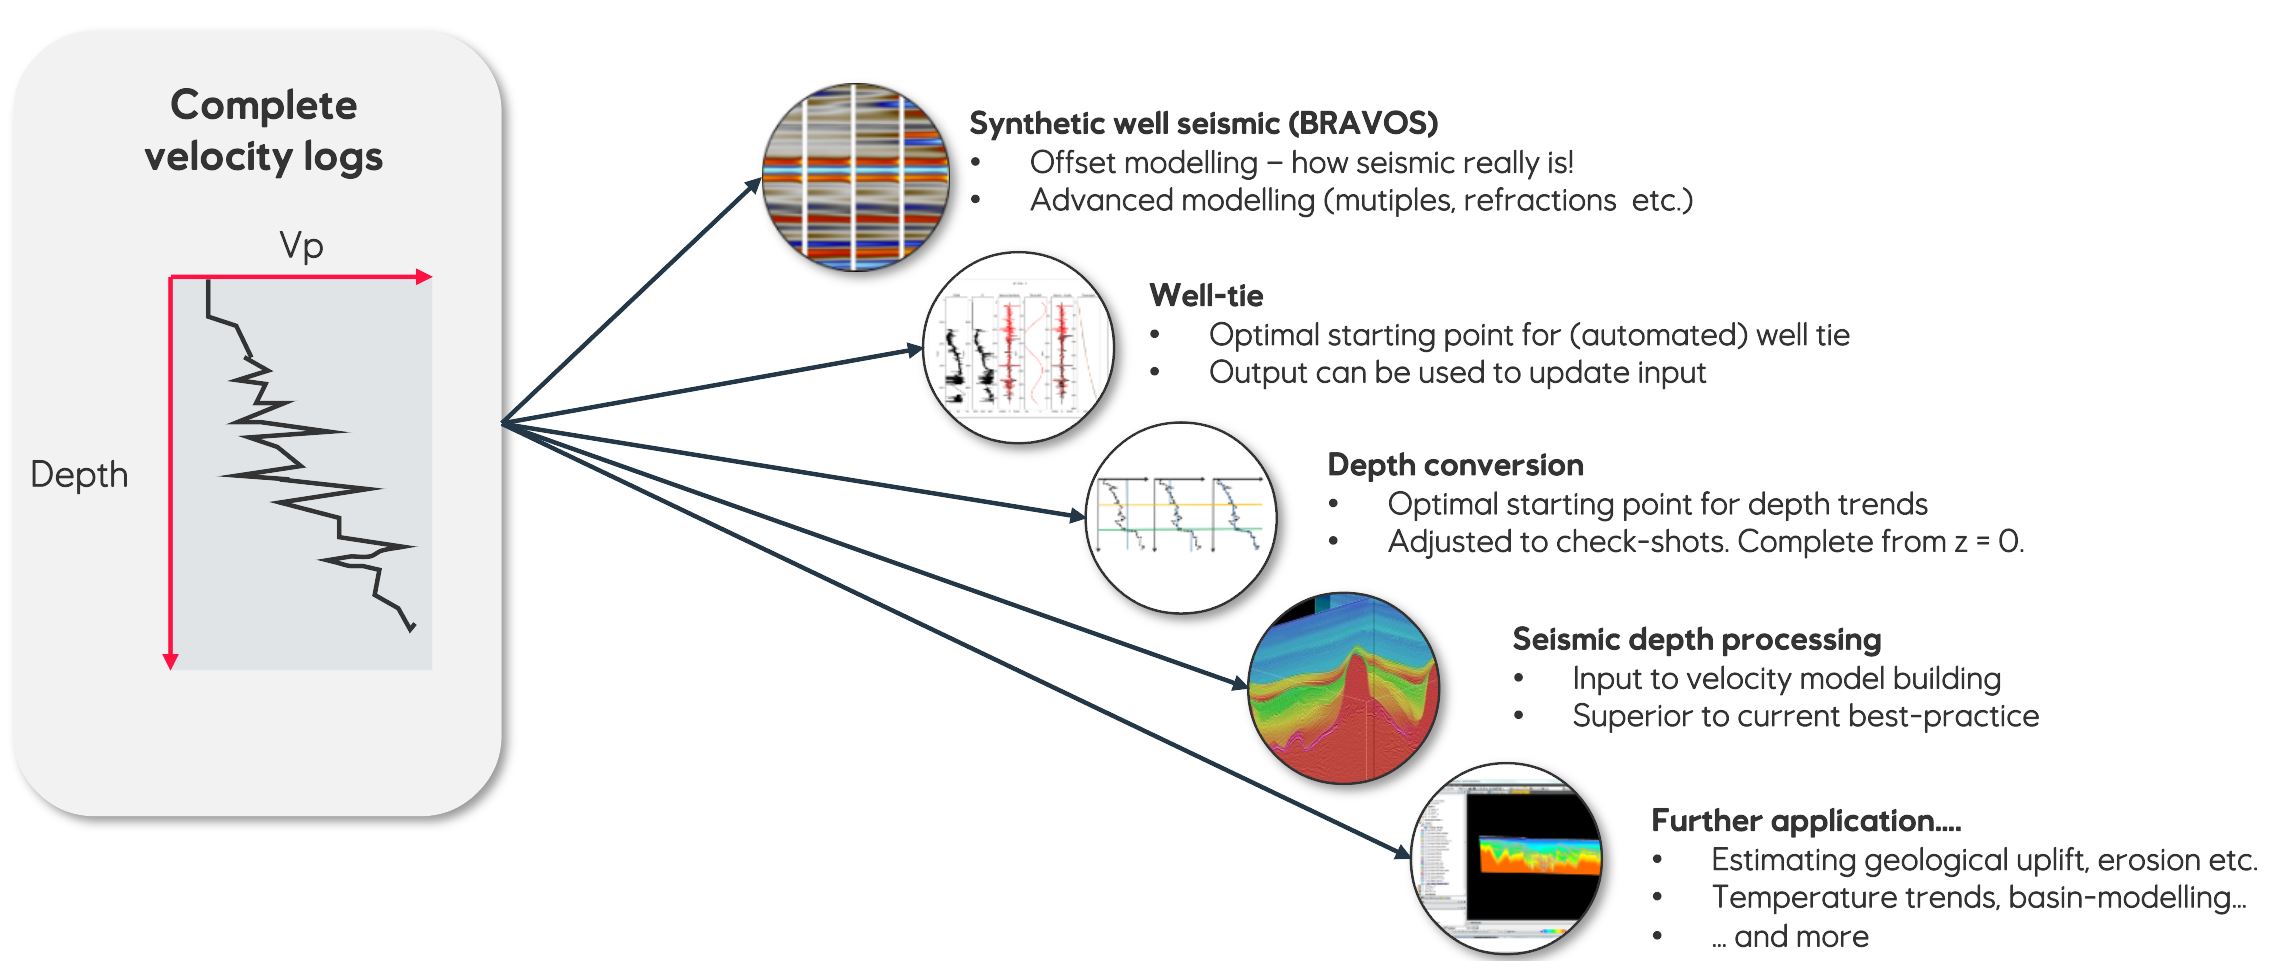 Complete
velocity logs
Vp
Depth
Synthetic well seismic (BRAVOS)
• Offset modelling – how seismic really is!
• Advanced modelling (mutiples, refractions  etc.)
Well-tie
• Optimal starting point for (automated) well tie
• Output can be used to update input
Depth conversion
• Optimal starting point for depth trends
• Adjusted to check-shots. Complete from z = 0.
Seismic depth processing
• Input to velocity model building
• Superior to current best-practice
Further application....
• Estimating geological uplift, erosion etc.
• Temperature trends, basin-modelling...
• ... and more